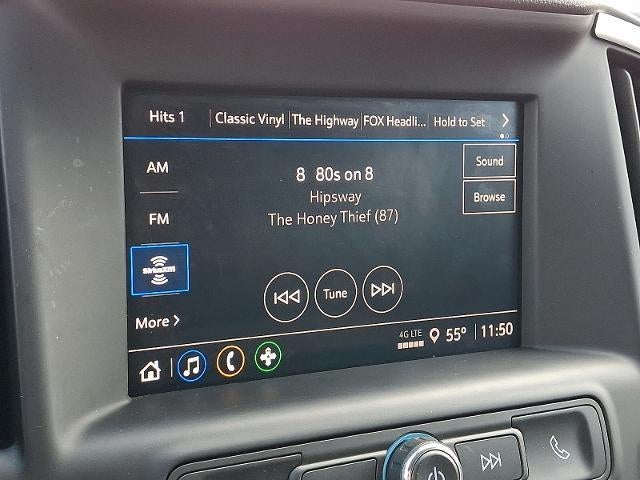 Hits 1 Classic Vinyl The Highway FOX Headli... Hold to Set
AM
8 80s on 8
Sound
Hipsway
Browse
FM
The Honey Thief (87)
SiriusXM
Tune
More
4G LTE
55° 11:50